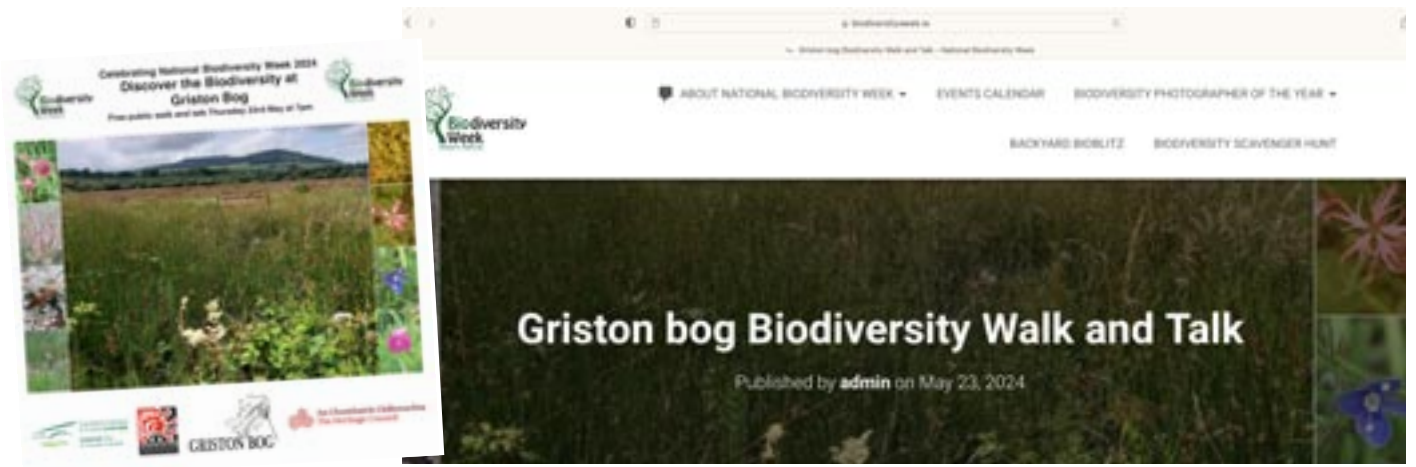 Celebrating National Biodiversity Week 2024
Discover the Biodiversity at
Griston Bog
Free public walk and talk Thursday 23rd May at 7pm
Biodiversity
Week
Biodiversity
Week
GRISTON BOG
An Chomhairle Oidhreachta
The Heritage Council
biodiversityweek.ie
Griston bog Biodiversity Walk and Talk - National Biodiversity Week
Biodiversity
Week
ABOUT NATIONAL BIODIVERSITY WEEK
EVENTS CALENDAR
BIODIVERSITY PHOTOGRAPHER OF THE YEAR
BACKYARD BIOBLITZ
BIODIVERSITY SCAVENGER HUNT
Griston bog Biodiversity Walk and Talk
Published by admin on May 23, 2024